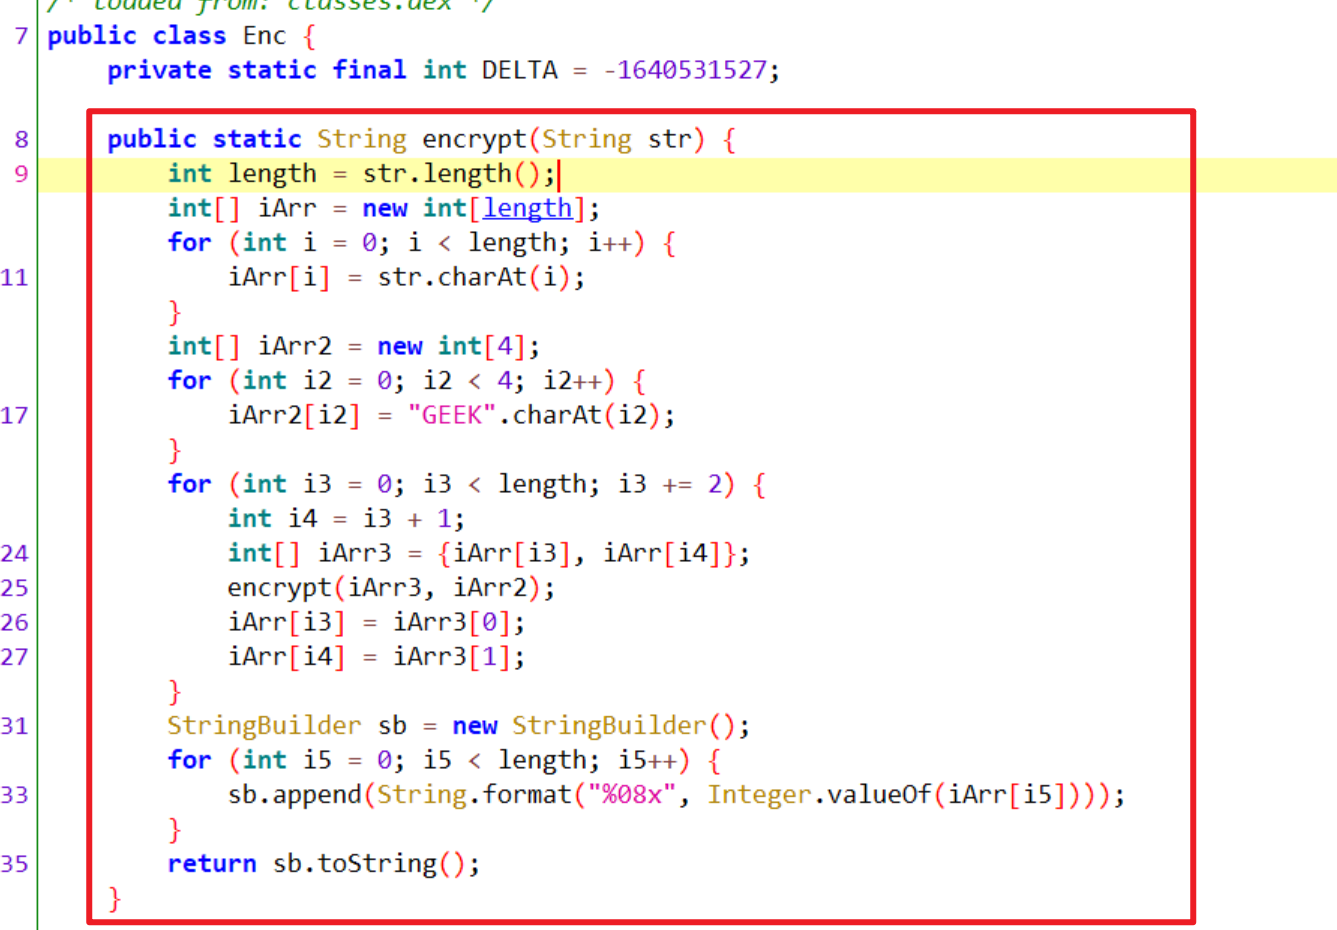 /* loaded from: classes.dex */
7 public class Enc {
private static final int DELTA = -1640531527;
8 public static String encrypt(String str) {
9 int length = str.length();
int[] iArr = new int[length];
for (int i = 0; i < length; i++) {
11 iArr[i] = str.charAt(i);
}
int[] iArr2 = new int[4];
for (int i2 = 0; i2 < 4; i2++) {
17 iArr2[i2] = "GEEK".charAt(i2);
}
for (int i3 = 0; i3 < length; i3 += 2) {
int i4 = i3 + 1;
24 int[] iArr3 = {iArr[i3], iArr[i4]};
25 encrypt(iArr3, iArr2);
26 iArr[i3] = iArr3[0];
27 iArr[i4] = iArr3[1];
}
31 StringBuilder sb = new StringBuilder();
for (int i5 = 0; i5 < length; i5++) {
33 sb.append(String.format("%08x", Integer.valueOf(iArr[i5])));
}
35 return sb.toString();
}